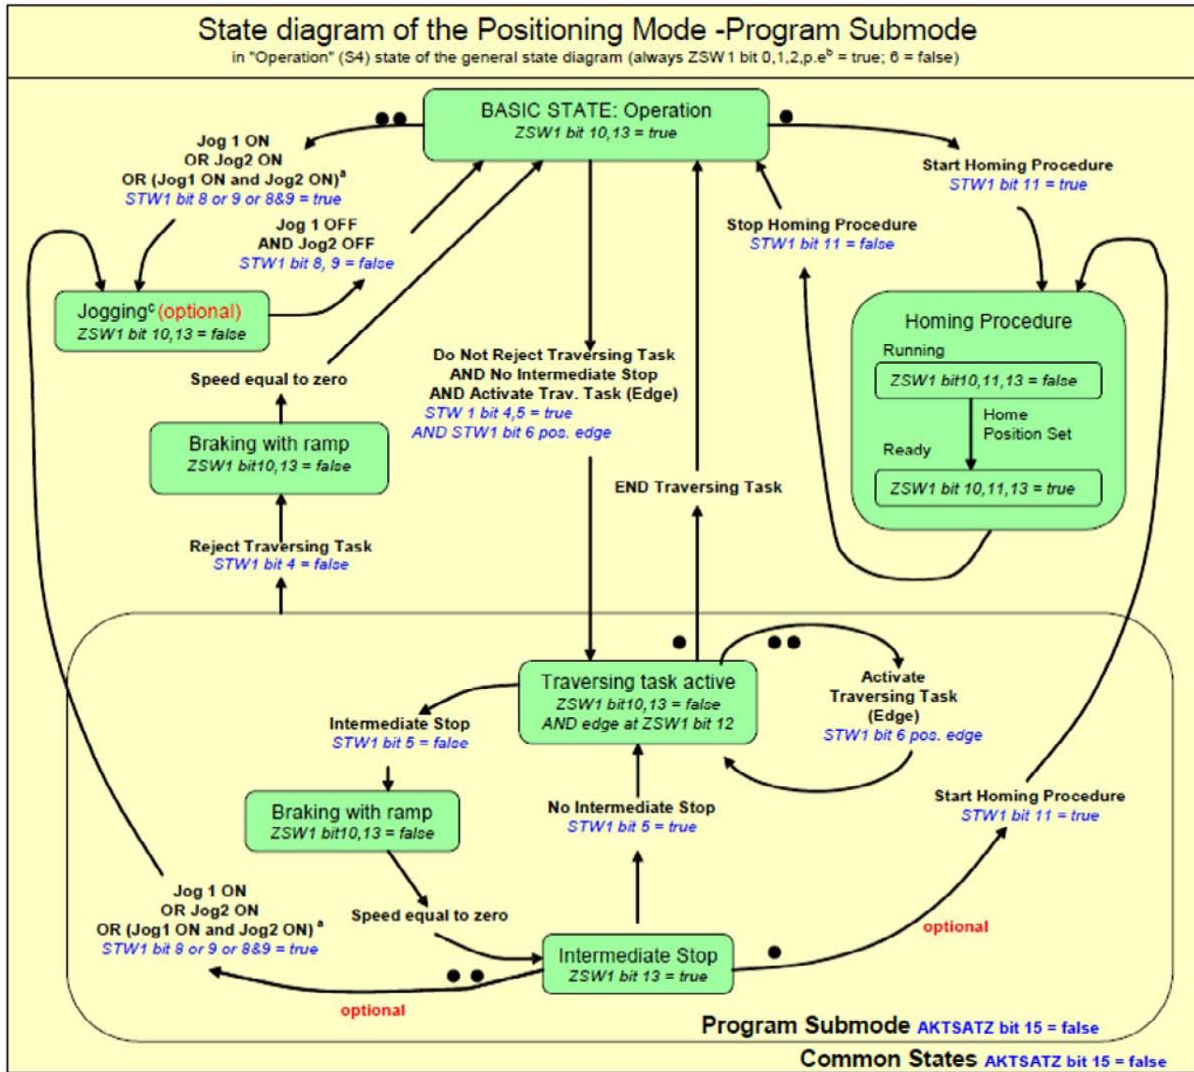 State diagram of the Positioning Mode -Program Submode
in "Operation" (S4) state of the general state diagram (always ZSW1 bit 0,1,2,p.e^b = true; 6 = false)
BASIC STATE: Operation
ZSW1 bit 10,13 = true
Jog 1 ON
OR Jog2 ON
OR (Jog1 ON and Jog2 ON)^a
STW1 bit 8 or 9 or 8&9 = true
Start Homing Procedure
STW1 bit 11 = true
Jog 1 OFF
AND Jog2 OFF
STW1 bit 8, 9 = false
Stop Homing Procedure
STW1 bit 11 = false
Jogging^c (optional)
ZSW1 bit 10,13 = false
Homing Procedure
Running
ZSW1 bit10,11,13 = false
Home
Position Set
Ready
ZSW1 bit 10,11,13 = true
Do Not Reject Traversing Task
AND No Intermediate Stop
AND Activate Trav. Task (Edge)
STW 1 bit 4,5 = true
AND STW1 bit 6 pos. edge
Speed equal to zero
Braking with ramp
ZSW1 bit10,13 = false
END Traversing Task
Reject Traversing Task
STW1 bit 4 = false
Traversing task active
ZSW1 bit10,13 = false
AND edge at ZSW1 bit 12
Activate
Traversing Task
(Edge)
STW1 bit 6 pos. edge
Intermediate Stop
STW1 bit 5 = false
Braking with ramp
ZSW1 bit10,13 = false
No Intermediate Stop
STW1 bit 5 = true
Start Homing Procedure
STW1 bit 11 = true
Jog 1 ON
OR Jog2 ON
OR (Jog1 ON and Jog2 ON)^a
STW1 bit 8 or 9 or 8&9 = true
Speed equal to zero
optional
Intermediate Stop
ZSW1 bit 13 = true
optional
Program Submode AKTSATZ bit 15 = false
Common States AKTSATZ bit 15 = false